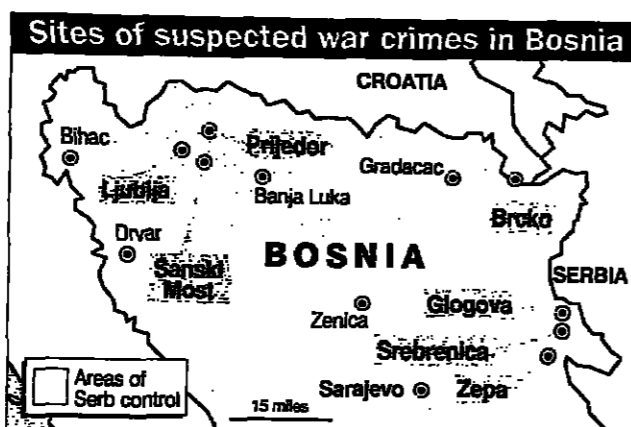 Sites of suspected war crimes in Bosnia
CROATIA
Bihac
Prijedor
Gradacac
Ljubija
Banja Luka
Brcko
Drvar
BOSNIA
SERBIA
Sanski
Most
Zenica
Glogova
Srebrenica
Areas of
Serb control
Sarajevo
Zepa
15 miles